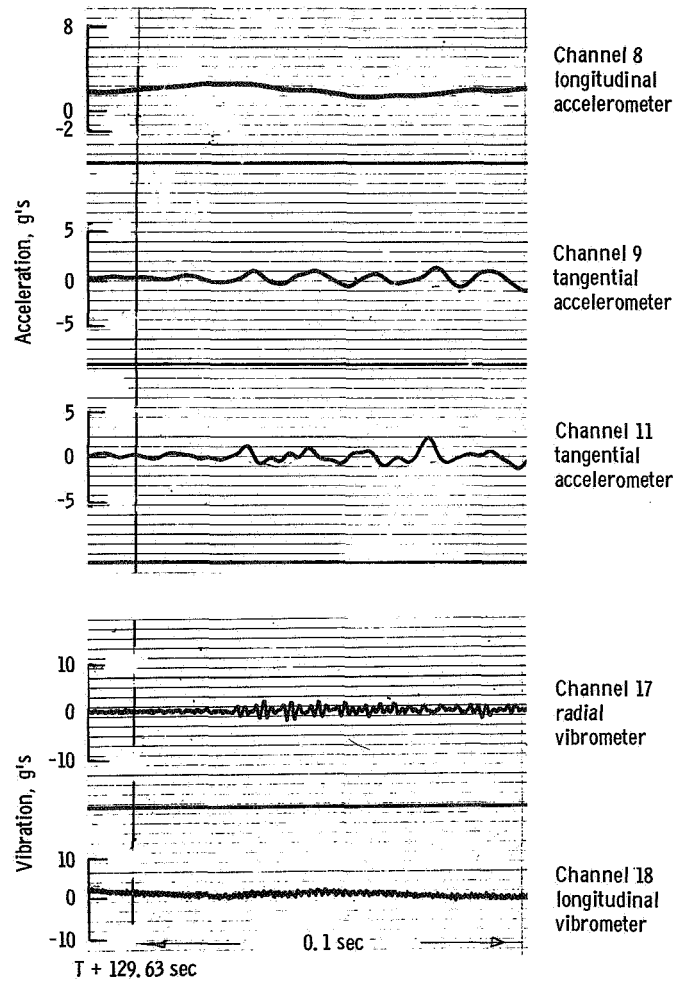 Acceleration, g's
8
0
-2
Channel 8
longitudinal
accelerometer
5
0
-5
Channel 9
tangential
accelerometer
5
0
-5
Channel 11
tangential
accelerometer
Vibration, g's
10
0
-10
Channel 17
radial
vibrometer
10
0
-10
Channel 18
longitudinal
vibrometer
0.1 sec
T + 129.63 sec